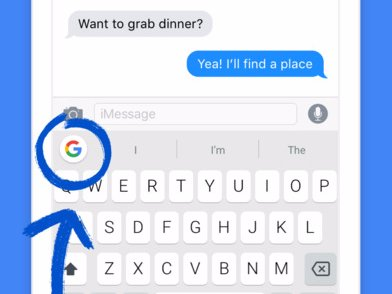 Want to grab dinner?
Yea! I'll find a place
iMessage
G I I'm The
Q W E R T Y U I O P
S D F G H J K L
Z X C V B N M